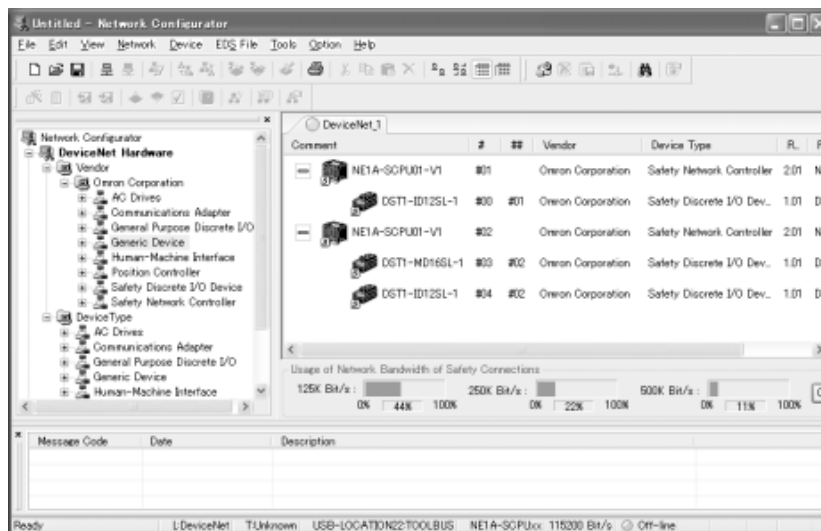 Untitled - Network Configurator
File Edit View Network Device EDS File Tools Option Help
DeviceNet_1
Network Configurator
DeviceNet Hardware
Vendor
Omron Corporation
AC Drives
Communications Adapter
General Purpose Discrete I/O
Generic Device
Human-Machine Interface
Position Controller
Safety Discrete I/O Device
Safety Network Controller
DeviceType
AC Drives
Communications Adapter
General Purpose Discrete I/O
Generic Device
Human-Machine Interface
Comment # ## Vendor Device Type R..
NE1A-SCPU01-V1 #01 Omron Corporation Safety Network Controller 2.01 N
DST1-ID12SL-1 #00 #01 Omron Corporation Safety Discrete I/O Dev... 1.01 D
NE1A-SCPU01-V1 #02 Omron Corporation Safety Network Controller 2.01 N
DST1-MD16SL-1 #03 #02 Omron Corporation Safety Discrete I/O Dev... 1.01 D
DST1-ID12SL-1 #04 #02 Omron Corporation Safety Discrete I/O Dev... 1.01 D
Usage of Network Bandwidth of Safety Connections
125K Bit/s : 250K Bit/s : 500K Bit/s :
0% 44% 100% 0% 22% 100% 0% 11% 100%
Message Code Date Description
Ready L:DeviceNet T:Unknown USB-LOCATION22:TOOLBUS NE1A-SCPUxx 115200 Bit/s Off-line